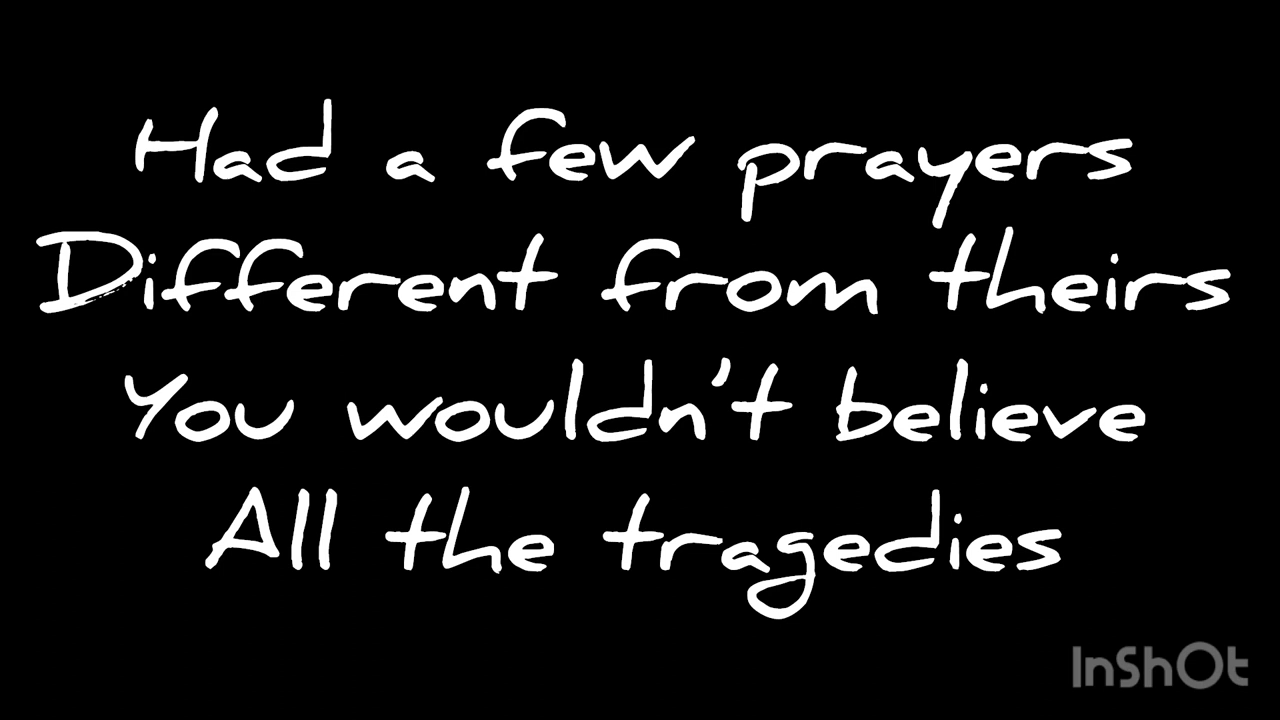 Had a few prayers
Different from theirs
You wouldn't believe
All the tragedies
InShOt